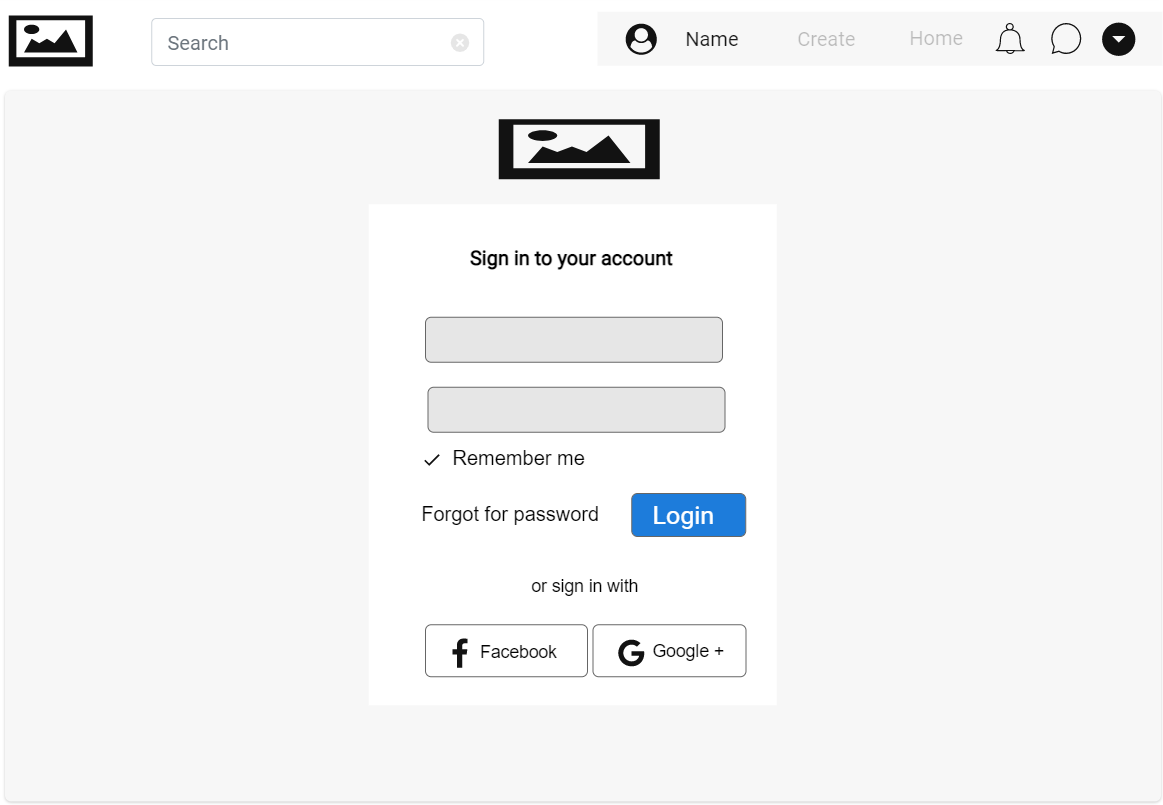 Search
Name Create Home
Sign in to your account
Remember me
Forgot for password Login
or sign in with
Facebook Google +